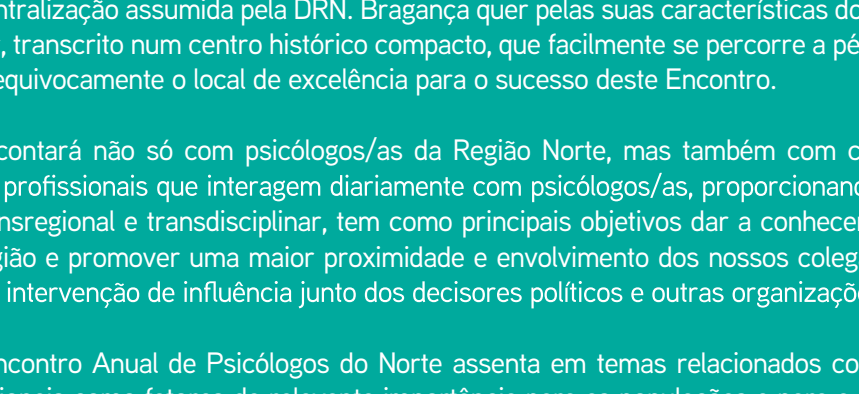 ntralização assumida pela DRN. Bragança quer pelas suas características do
, transcrito num centro histórico compacto, que facilmente se percorre a pé
equivocamente o local de excelência para o sucesso deste Encontro.
contará não só com psicólogos/as da Região Norte, mas também com c
profissionais que interagem diariamente com psicólogos/as, proporcionand
nsregional e transdisciplinar, tem como principais objetivos dar a conhecer
gião e promover uma maior proximidade e envolvimento dos nossos coleg
intervenção de influência junto dos decisores políticos e outras organizaçõe
ncontro Anual de Psicólogos do Norte assenta em temas relacionados co